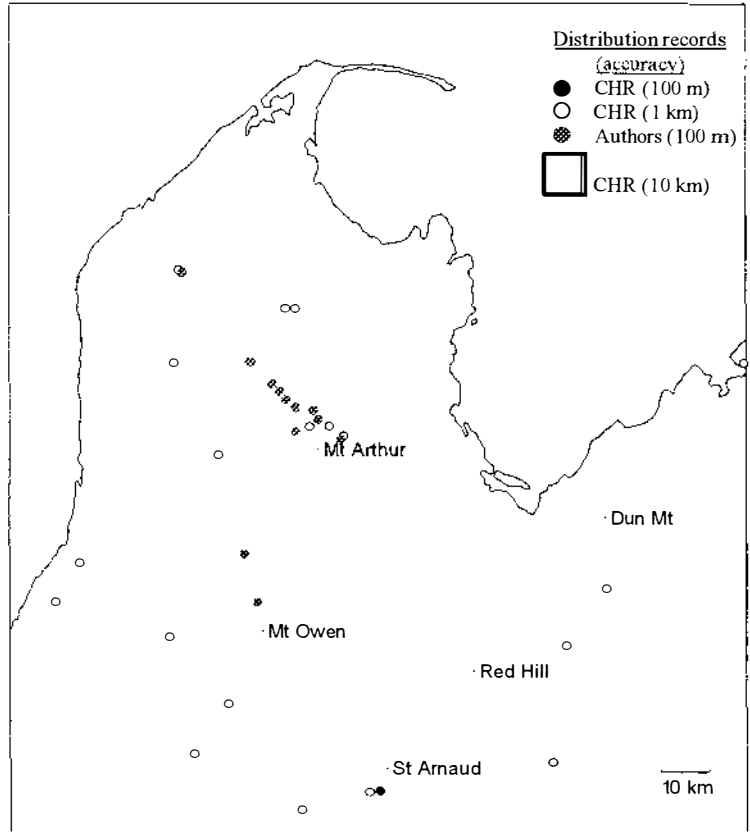 Distribution records
(accuracy)
CHR (100 m)
CHR (1 km)
Authors (100 m)
CHR (10 km)
Mt Arthur
Dun Mt
Mt Owen
Red Hill
St Arnaud
10 km